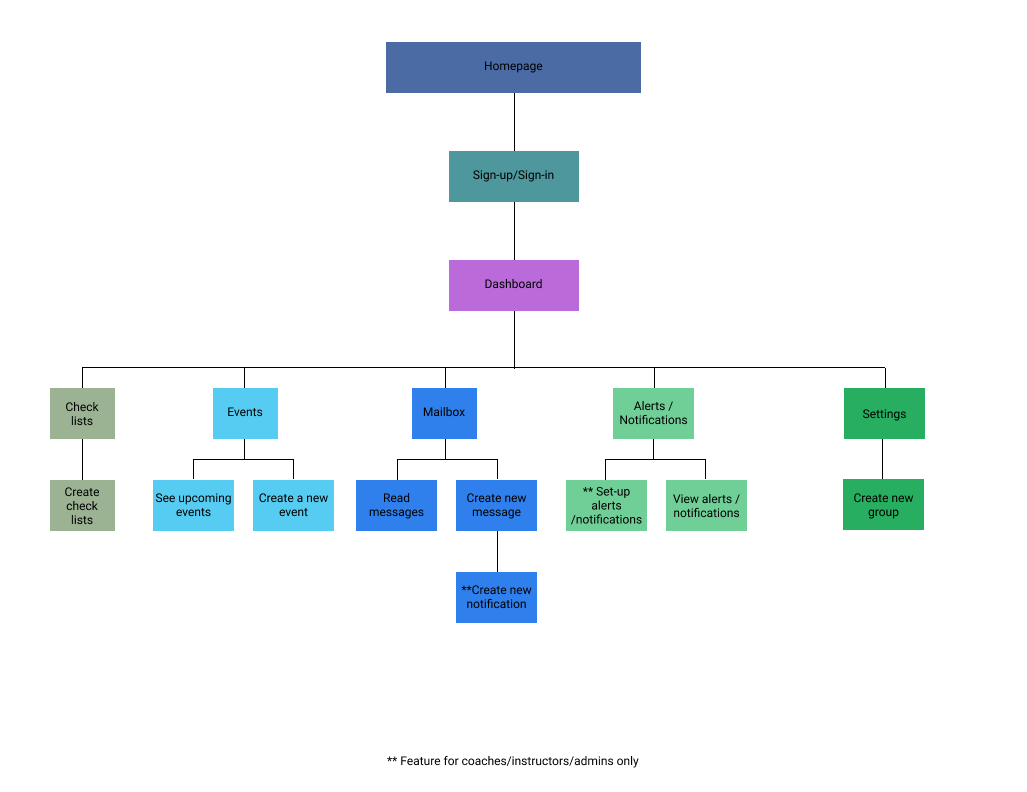 Homepage
Sign-up/Sign-in
Dashboard
Check
lists
Events
Mailbox
Alerts /
Notifications
Settings
Create
check
lists
See upcoming
events
Create a new
event
Read
messages
Create new
message
** Set-up
alerts
/notifications
View alerts /
notifications
Create new
group
**Create new
notification
** Feature for coaches/instructors/admins only